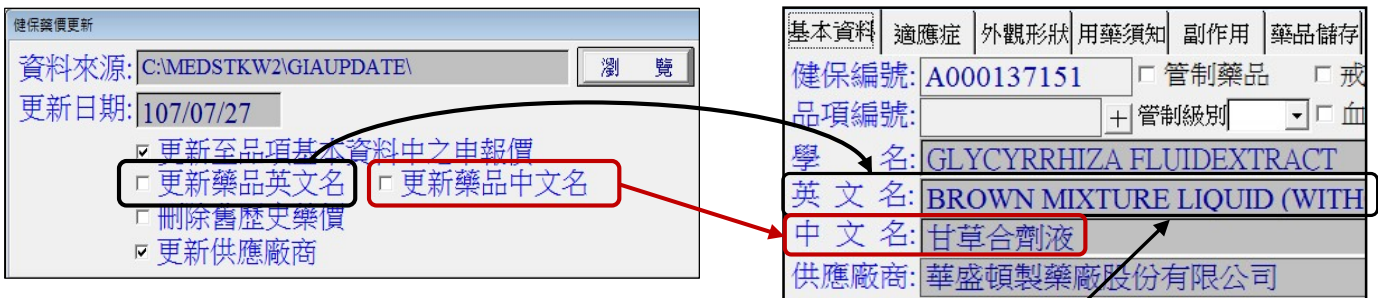 健保藥價更新
資料來源: C:\MEDSTKW2\GIAUPDATE\ 瀏 覽
更新日期: 107/07/27
更新至品項基本資料中之申報價
更新藥品英文名 更新藥品中文名
刪除舊歷史藥價
更新供應廠商
基本資料 適應症 外觀形狀 用藥須知 副作用 藥品儲存
健保編號: A000137151 管制藥品 戒
品項編號: + 管制級別 血
學 名: GLYCYRRHIZA FLUIDEXTRACT
英 文 名: BROWN MIXTURE LIQUID (WITH
中 文 名: 甘草合劑液
供應廠商: 華盛頓製藥廠股份有限公司